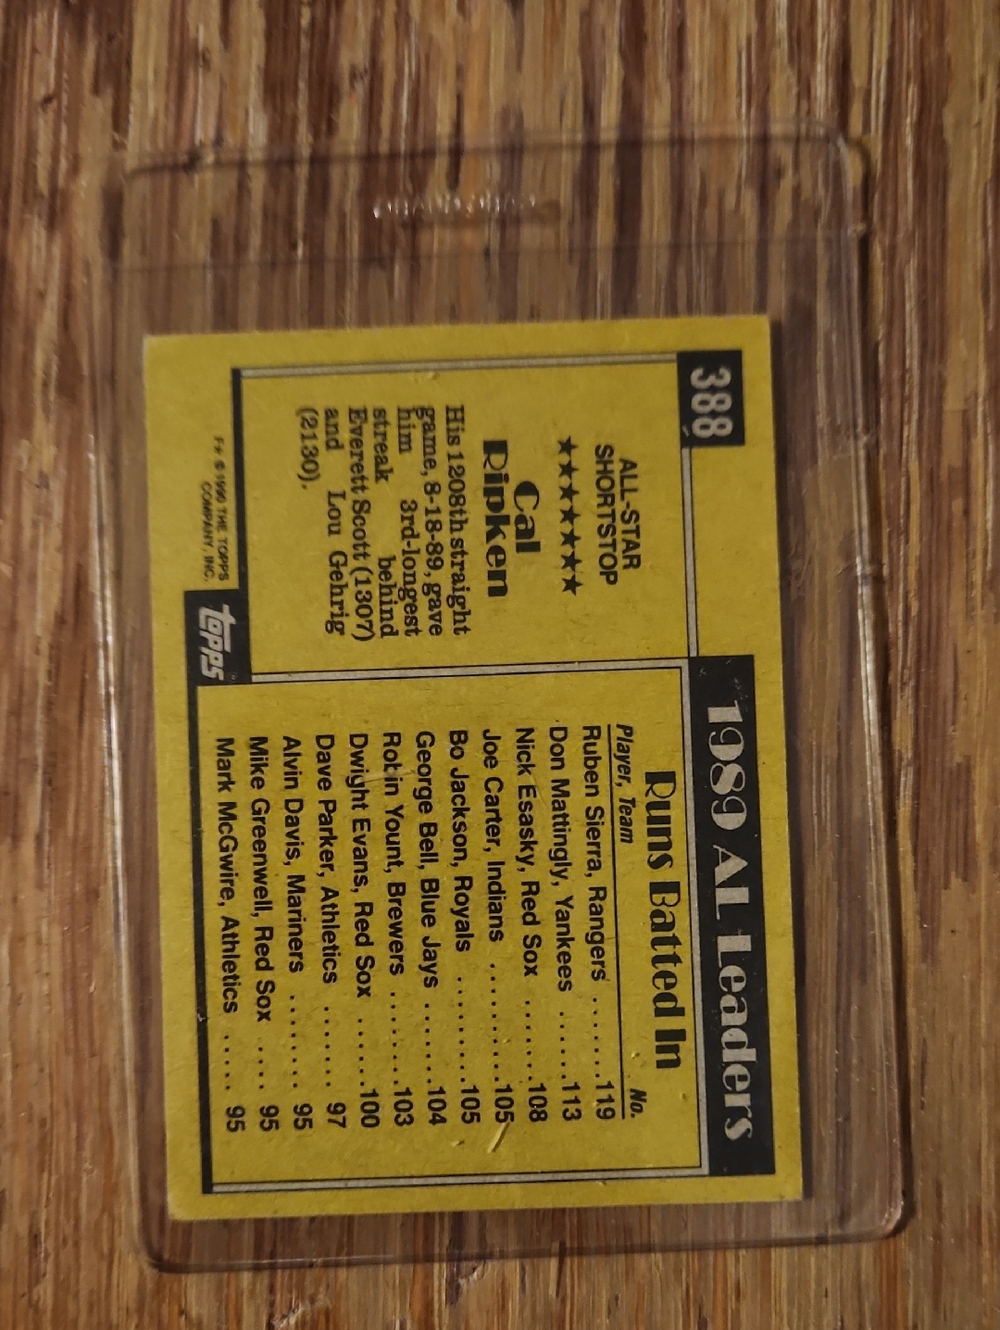 388
ALL-STAR
SHORTSTOP
★★★★★★★
Cal
Ripken
His 1208th straight
game, 8-18-89, gave
him 3rd-longest
streak behind
Everett Scott (1307)
and Lou Gehrig
(2130).
© 1990 THE TOPPS
COMPANY, INC.
topps
1989 AL Leaders
Runs Batted In
Player, Team No.
Ruben Sierra, Rangers .......119
Don Mattingly, Yankees ......113
Nick Esasky, Red Sox ........108
Joe Carter, Indians ..........105
Bo Jackson, Royals .........105
George Bell, Blue Jays .......104
Robin Yount, Brewers ........103
Dwight Evans, Red Sox ......100
Dave Parker, Athletics ....... 97
Alvin Davis, Mariners ....... 95
Mike Greenwell, Red Sox .... 95
Mark McGwire, Athletics ..... 95